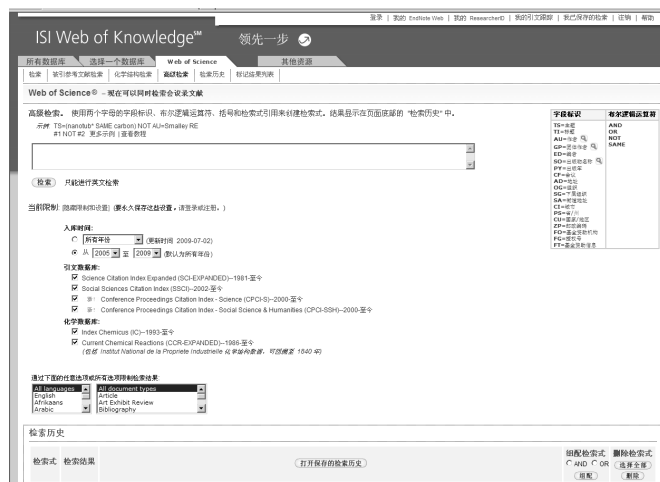 登录 | 我的 EndNote Web | 我的 ResearcherID | 我的引文跟踪 | 我已保存的检索 | 注销 | 帮助
ISI Web of Knowledge℠ 领先一步
所有数据库 选择一个数据库 Web of Science 其他资源
检索 被引参考文献检索 化学结构检索 高级检索 检索历史 标记结果列表
Web of Science® – 现在可以同时检索会议录文献
高级检索。 使用两个字母的字段标识、布尔逻辑运算符、括号和检索式引用来创建检索式。结果显示在页面底部的 "检索历史" 中。
示例: TS=(nanotub* SAME carbon) NOT AU=Smalley RE
#1 NOT #2 更多示例 | 查看教程
检索 只能进行英文检索
字段标识
TS=主题
TI=标题
AU=作者
GP=团体作者
ED=编者
SO=出版物名称
PY=出版年
CF=会议
AD=地址
OG=组织
SG=下属组织
SA=街道地址
CI=城市
PS=省/州
CU=国家/地区
ZP=邮政编码
FO=基金资助机构
FG=授权号
FT=基金资助信息
布尔逻辑运算符
AND
OR
NOT
SAME
当前限制: [隐藏限制和设置] (要永久保存这些设置，请登录或注册。)
入库时间:
所有年份 (更新时间 2009-07-02)
从 2005 至 2009 (默认为所有年份)
引文数据库:
Science Citation Index Expanded (SCI-EXPANDED)--1981-至今
Social Sciences Citation Index (SSCI)--2002-至今
新! Conference Proceedings Citation Index - Science (CPCI-S)--2000-至今
新! Conference Proceedings Citation Index - Social Science & Humanities (CPCI-SSH)--2000-至今
化学数据库:
Index Chemicus (IC)--1993-至今
Current Chemical Reactions (CCR-EXPANDED)--1986-至今
(包括 Institut National de la Propriete Industrielle 化学结构数据，可回溯至 1840 年)
通过下面的任意选项或所有选项限制检索结果:
All languages All document types
English Article
Afrikaans Art Exhibit Review
Arabic Bibliography
检索历史
检索式 检索结果 打开保存的检索历史
组配检索式
AND OR
组配
删除检索式
选择全部
删除